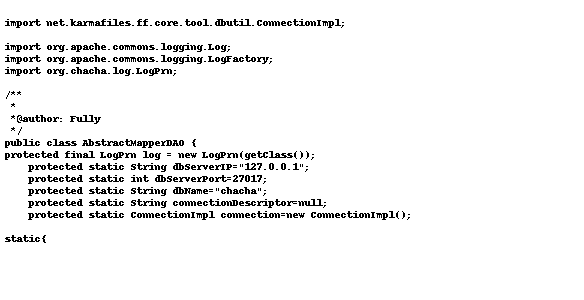 import net.karmafiles.ff.core.tool.dbutil.ConnectionImpl;
import org.apache.commons.logging.Log;
import org.apache.commons.logging.LogFactory;
import org.chacha.log.LogPrn;
/**
*
*@author: Fully
*/
public class AbstractMapperDAO {
protected final LogPrn log = new LogPrn(getClass());
protected static String dbServerIP="127.0.0.1";
protected static int dbServerPort=27017;
protected static String dbName="chacha";
protected static String connectionDescriptor=null;
protected static ConnectionImpl connection=new ConnectionImpl();
static{